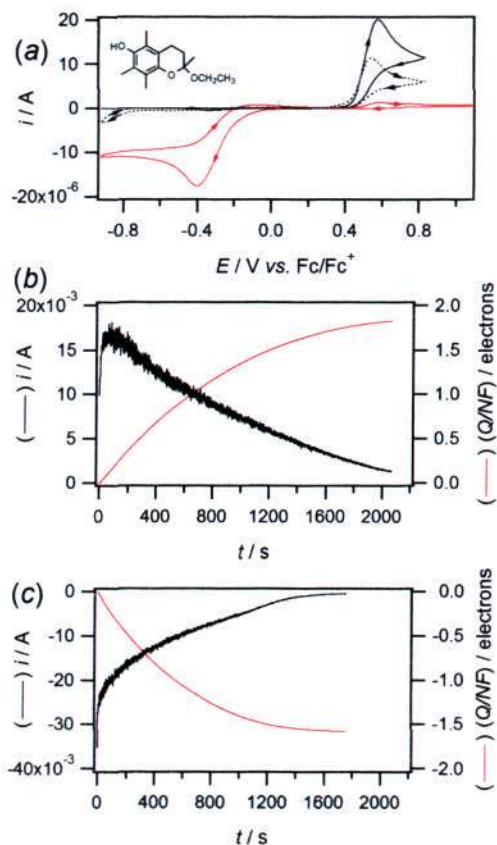 (a)
HO
O
OCH₂CH₃
20
10
0
-10
-20x10⁻⁶
i / A
-0.8 -0.4 0.0 0.4 0.8
E / V vs. Fc/Fc⁺
(b)
20x10⁻³
15
10
5
0
(—) i / A
2.0
1.5
1.0
0.5
0.0
(—) (Q/NF) / electrons
0 400 800 1200 1600 2000
t / s
(c)
0
-10
-20
-30
-40x10⁻³
(—) i / A
0.0
-0.5
-1.0
-1.5
-2.0
(—) (Q/NF) / electrons
0 400 800 1200 1600 2000
t / s